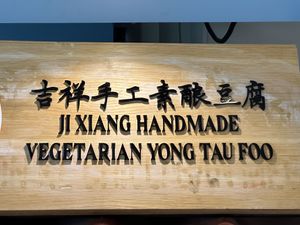 吉祥手工素酿豆腐
JI XIANG HANDMADE
VEGETARIAN YONG TAU FOO